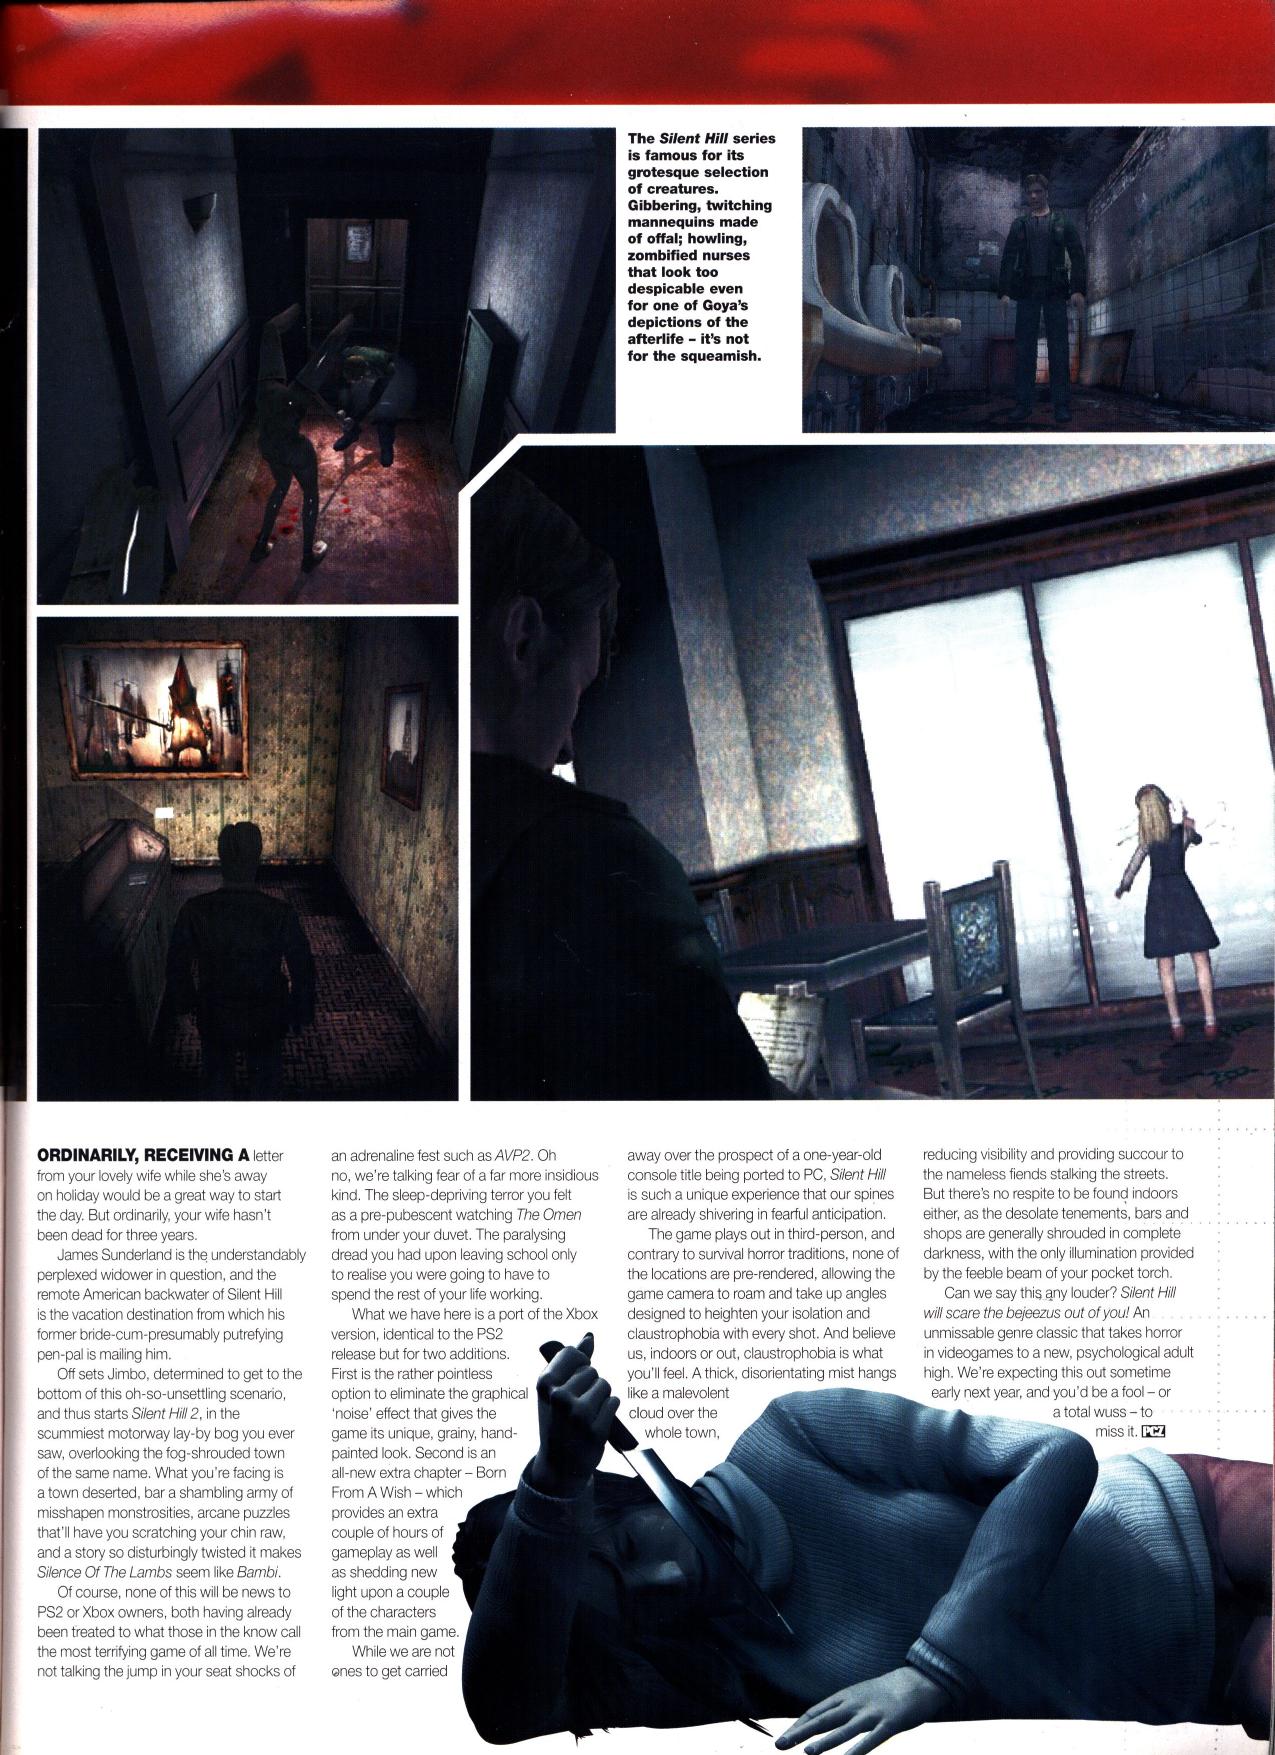 The Silent Hill series
is famous for its
grotesque selection
of creatures.
Gibbering, twitching
mannequins made
of offal; howling,
zombified nurses
that look too
despicable even
for one of Goya's
depictions of the
afterlife – it's not
for the squeamish.
ORDINARILY, RECEIVING A letter
from your lovely wife while she's away
on holiday would be a great way to start
the day. But ordinarily, your wife hasn't
been dead for three years.
James Sunderland is the understandably
perplexed widower in question, and the
remote American backwater of Silent Hill
is the vacation destination from which his
former bride-cum-presumably putrefying
pen-pal is mailing him.
Off sets Jimbo, determined to get to the
bottom of this oh-so-unsettling scenario,
and thus starts Silent Hill 2, in the
scummiest motorway lay-by bog you ever
saw, overlooking the fog-shrouded town
of the same name. What you're facing is
a town deserted, bar a shambling army of
misshapen monstrosities, arcane puzzles
that'll have you scratching your chin raw,
and a story so disturbingly twisted it makes
Silence Of The Lambs seem like Bambi.
Of course, none of this will be news to
PS2 or Xbox owners, both having already
been treated to what those in the know call
the most terrifying game of all time. We're
not talking the jump in your seat shocks of
an adrenaline fest such as AVP2. Oh
no, we're talking fear of a far more insidious
kind. The sleep-depriving terror you felt
as a pre-pubescent watching The Omen
from under your duvet. The paralysing
dread you had upon leaving school only
to realise you were going to have to
spend the rest of your life working.
What we have here is a port of the Xbox
version, identical to the PS2
release but for two additions.
First is the rather pointless
option to eliminate the graphical
'noise' effect that gives the
game its unique, grainy, hand-
painted look. Second is an
all-new extra chapter – Born
From A Wish – which
provides an extra
couple of hours of
gameplay as well
as shedding new
light upon a couple
of the characters
from the main game.
While we are not
ones to get carried
away over the prospect of a one-year-old
console title being ported to PC, Silent Hill
is such a unique experience that our spines
are already shivering in fearful anticipation.
The game plays out in third-person, and
contrary to survival horror traditions, none of
the locations are pre-rendered, allowing the
game camera to roam and take up angles
designed to heighten your isolation and
claustrophobia with every shot. And believe
us, indoors or out, claustrophobia is what
you'll feel. A thick, disorientating mist hangs
like a malevolent
cloud over the
whole town,
reducing visibility and providing succour to
the nameless fiends stalking the streets.
But there's no respite to be found indoors
either, as the desolate tenements, bars and
shops are generally shrouded in complete
darkness, with the only illumination provided
by the feeble beam of your pocket torch.
Can we say this any louder? Silent Hill
will scare the bejeezus out of you! An
unmissable genre classic that takes horror
in videogames to a new, psychological adult
high. We're expecting this out sometime
early next year, and you'd be a fool – or
a total wuss – to
miss it. PCZ